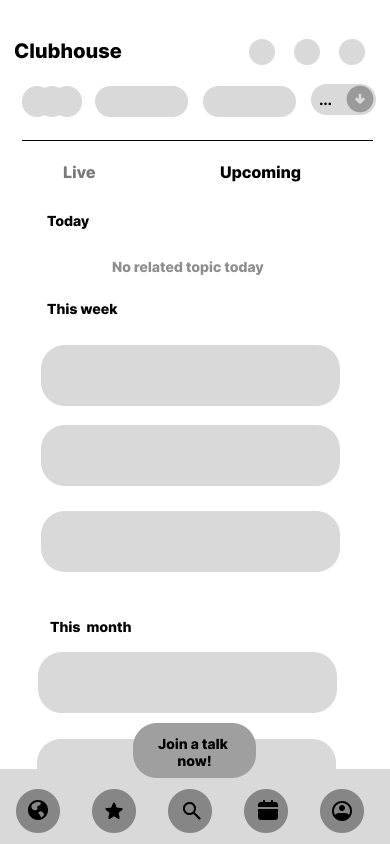 Clubhouse
...
Live
Upcoming
Today
No related topic today
This week
This month
Join a talk
now!